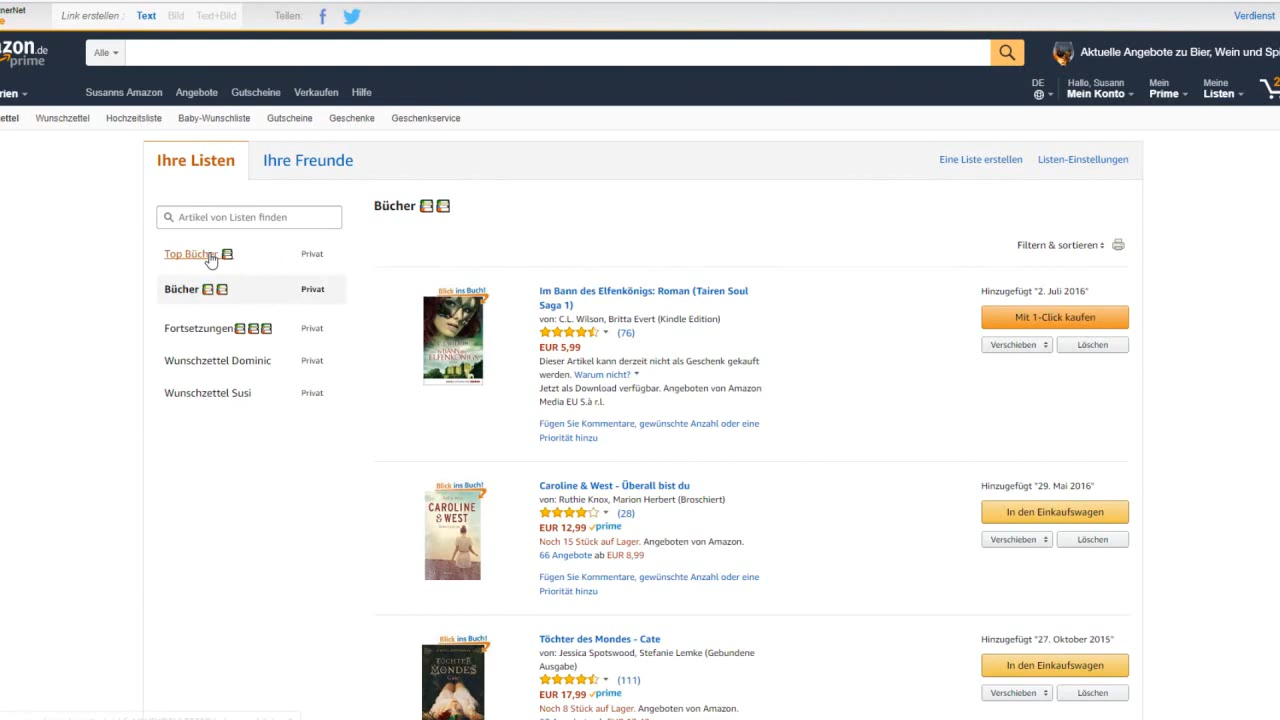 Link erstellen : Text Bild Text+Bild Teilen:
Verdienst
zon.de
prime
Alle
Aktuelle Angebote zu Bier, Wein und Spi
DE Hallo, Susann Mein Meine
Susanns Amazon Angebote Gutscheine Verkaufen Hilfe
Mein Konto Prime Listen
Wunschzettel Hochzeitsliste Baby-Wunschliste Gutscheine Geschenke Geschenkservice
Ihre Listen Ihre Freunde Eine Liste erstellen Listen-Einstellungen
Artikel von Listen finden
Top Bücher Privat
Bücher Privat
Fortsetzungen Privat
Wunschzettel Dominic Privat
Wunschzettel Susi Privat
Bücher
Filtern & sortieren
Blick ins Buch!
Im Bann des Elfenkönigs: Roman (Tairen Soul
Saga 1)
von: C.L. Wilson, Britta Evert (Kindle Edition)
(76)
EUR 5,99
Dieser Artikel kann derzeit nicht als Geschenk gekauft
werden. Warum nicht?
Jetzt als Download verfügbar. Angeboten von Amazon
Media EU S.à r.l.
Fügen Sie Kommentare, gewünschte Anzahl oder eine
Priorität hinzu
Hinzugefügt "2. Juli 2016"
Mit 1-Click kaufen
Verschieben Löschen
Blick ins Buch!
CAROLINE
& WEST
Caroline & West - Überall bist du
von: Ruthie Knox, Marion Herbert (Broschiert)
(28)
EUR 12,99 prime
Noch 15 Stück auf Lager. Angeboten von Amazon.
66 Angebote ab EUR 8,99
Fügen Sie Kommentare, gewünschte Anzahl oder eine
Priorität hinzu
Hinzugefügt "29. Mai 2016"
In den Einkaufswagen
Verschieben Löschen
Blick ins Buch!
TÖCHTER
MONDES
Töchter des Mondes - Cate
von: Jessica Spotswood, Stefanie Lemke (Gebundene
Ausgabe)
(111)
EUR 17,99 prime
Noch 8 Stück auf Lager. Angeboten von Amazon.
Hinzugefügt "27. Oktober 2015"
In den Einkaufswagen
Verschieben Löschen